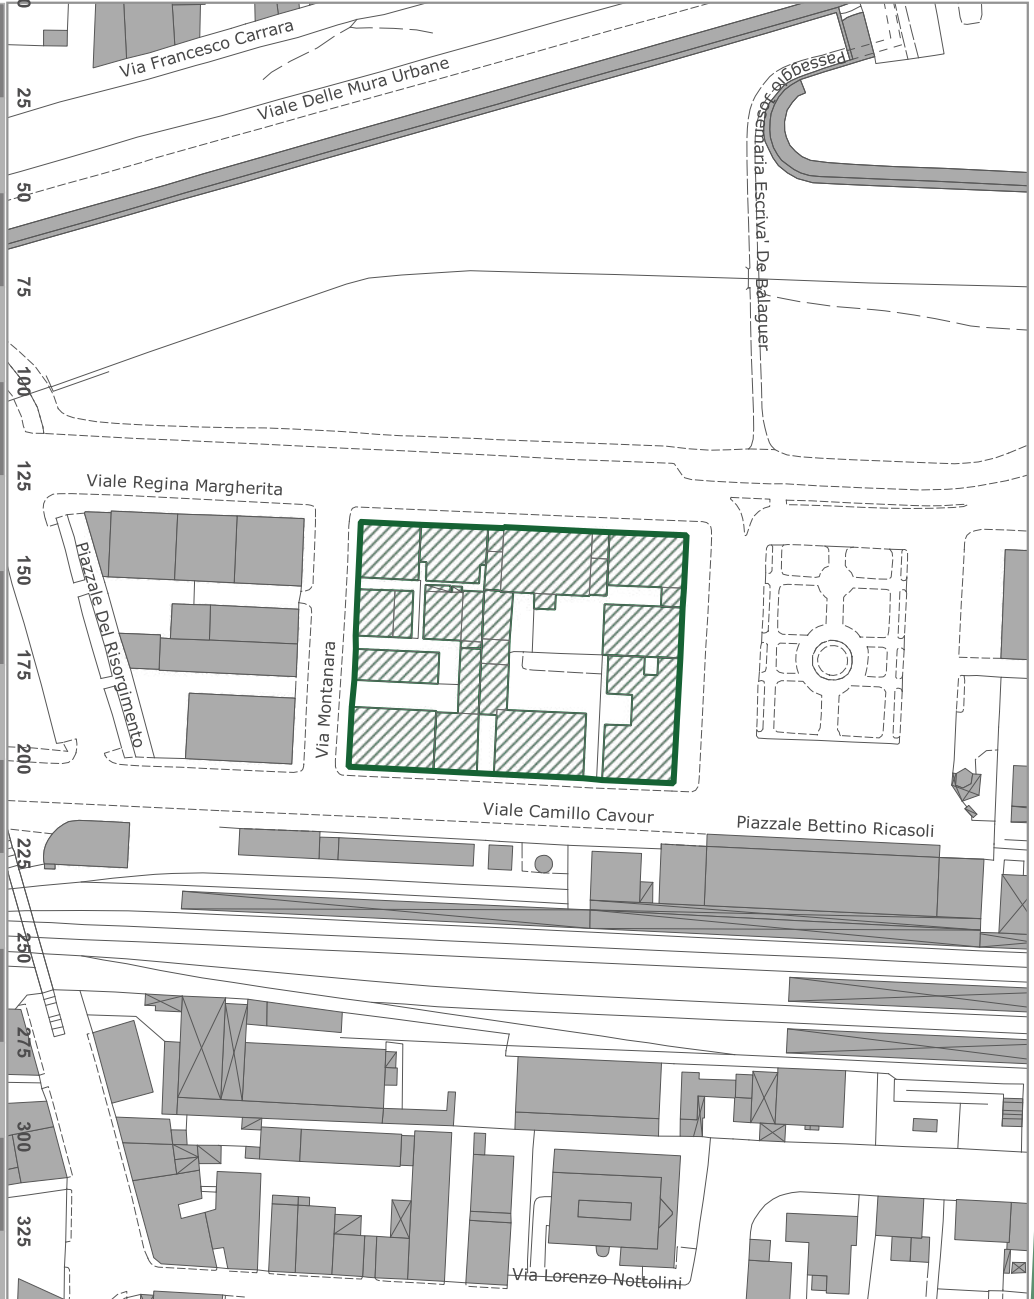 0
Via Francesco Carrara
Viale Delle Mura Urbane
Passaggio Josemaria Escriva' De Balaguer
25
50
75
100
125
Viale Regina Margherita
Piazzale Del Risorgimento
150
Via Montanara
175
200
Viale Camillo Cavour
Piazzale Bettino Ricasoli
225
250
275
300
325
Via Lorenzo Nottolini